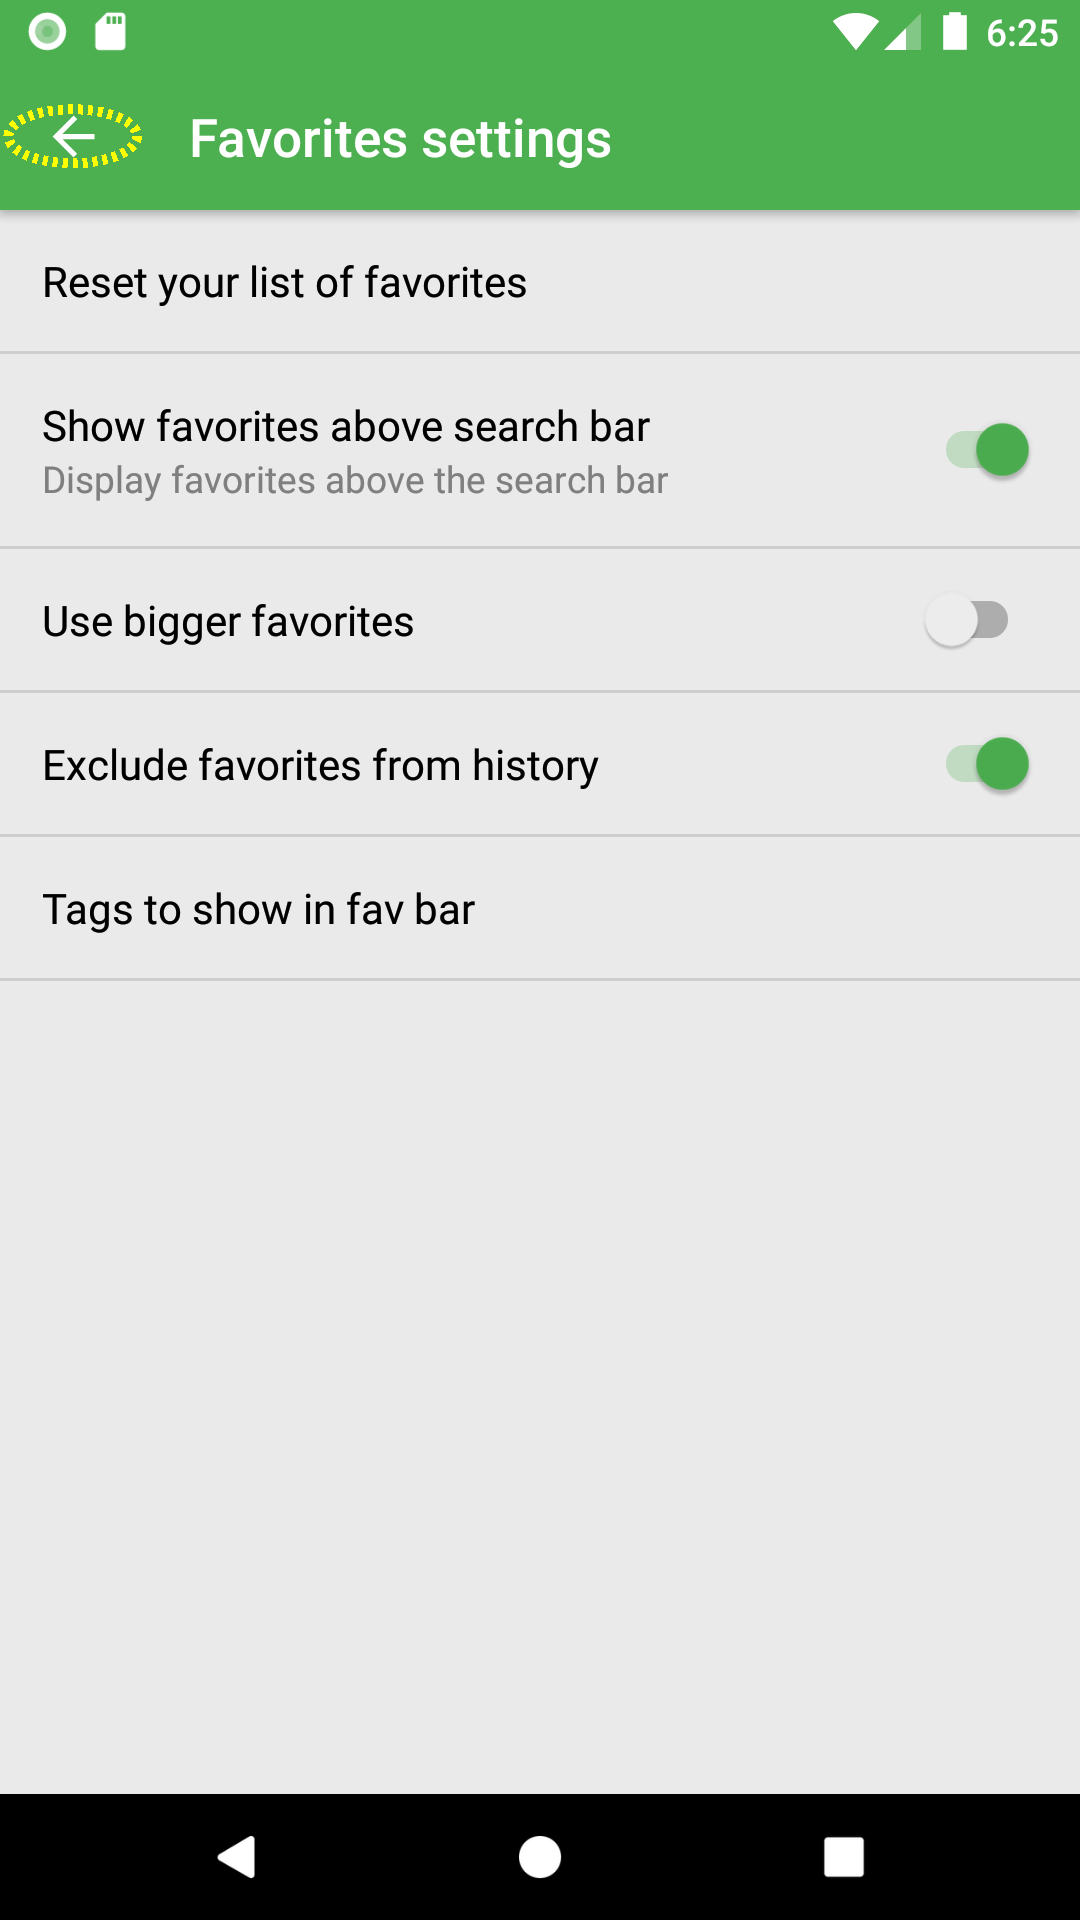 6:25
Favorites settings
Reset your list of favorites
Show favorites above search bar
Display favorites above the search bar
Use bigger favorites
Exclude favorites from history
Tags to show in fav bar